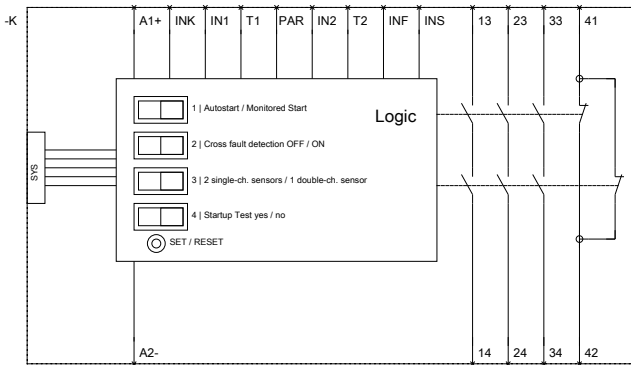 -K
A1+ INK IN1 T1 PAR IN2 T2 INF INS 13 23 33 41
1 | Autostart / Monitored Start
Logic
2 | Cross fault detection OFF / ON
SYS
3 | 2 single-ch. sensors / 1 double-ch. sensor
4 | Startup Test yes / no
SET / RESET
A2- 14 24 34 42